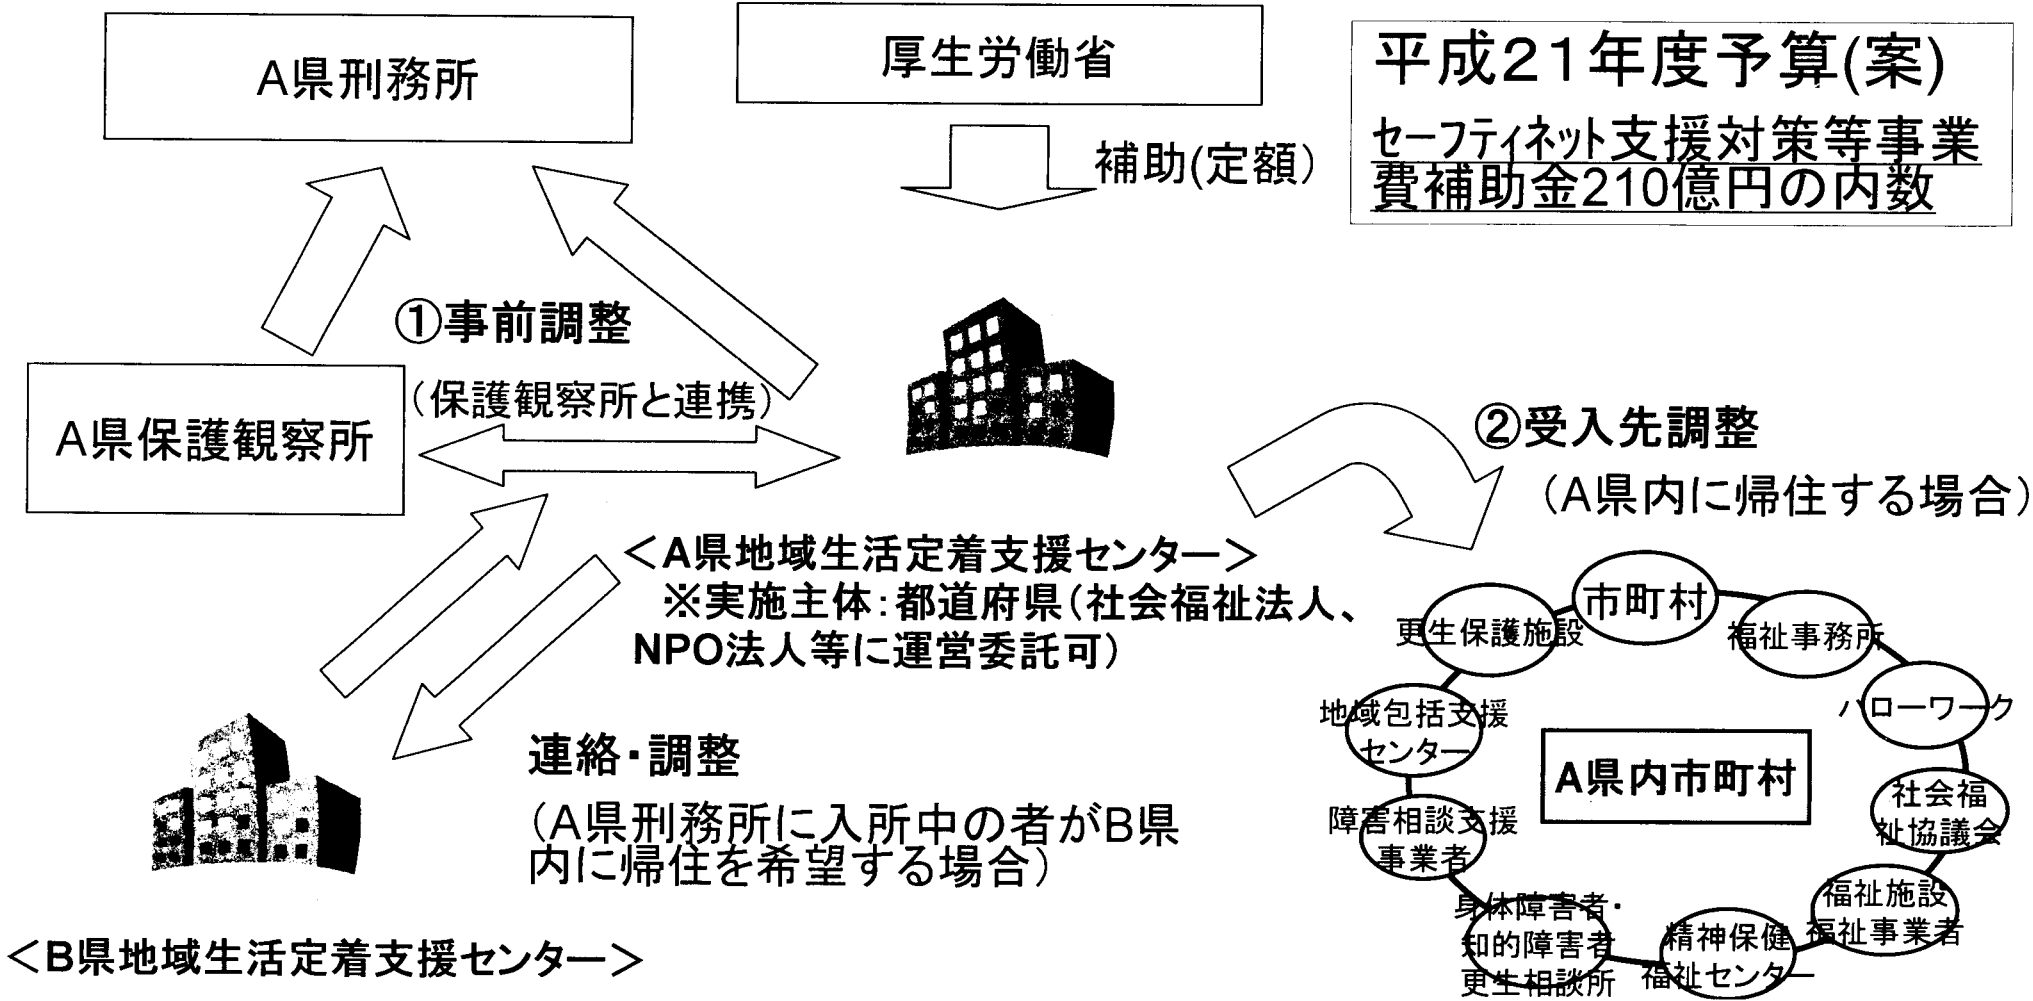 A県刑務所
厚生労働省
平成21年度予算(案)
セーフティネット支援対策等事業
費補助金210億円の内数
補助(定額)
①事前調整
(保護観察所と連携)
A県保護観察所
②受入先調整
(A県内に帰住する場合)
<A県地域生活定着支援センター>
※実施主体:都道府県(社会福祉法人、
NPO法人等に運営委託可)
連絡・調整
(A県刑務所に入所中の者がB県
内に帰住を希望する場合)
<B県地域生活定着支援センター>
市町村
更生保護施設
福祉事務所
地域包括支援
センター
ハローワーク
A県内市町村
社会福
祉協議会
障害相談支援
事業者
福祉施設
福祉事業者
身体障害者・
知的障害者
更生相談所
精神保健
福祉センター